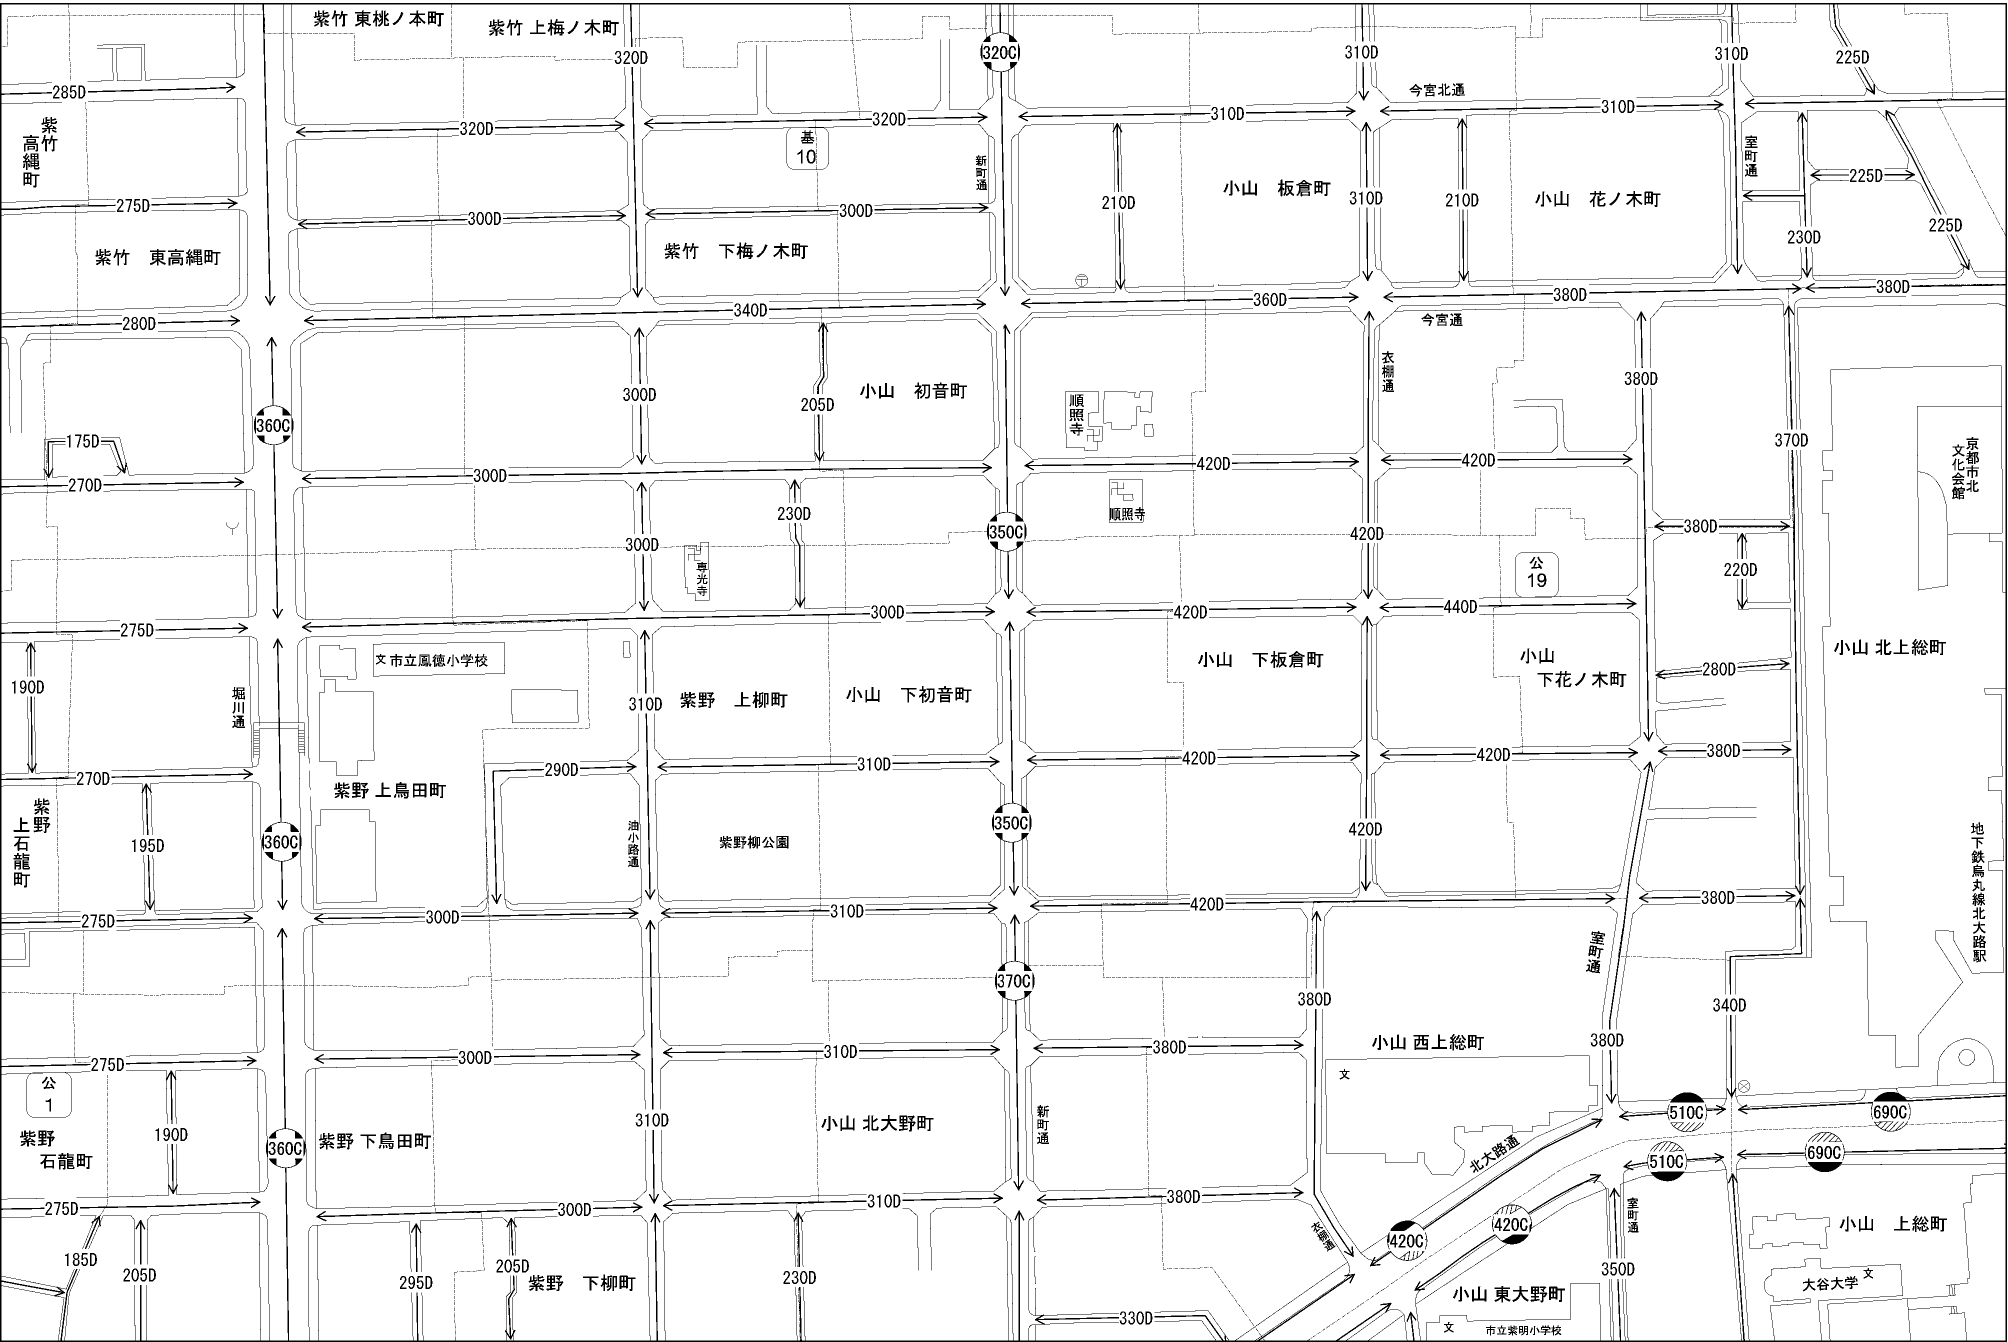 紫竹 東桃ノ本町
紫竹 上梅ノ木町
320D
320C
310D
310D
225D
285D
今宮北通
320D
320D
310D
310D
紫竹
高縄町
基
10
新町通
室町通
小山 板倉町
小山 花ノ木町
225D
275D
300D
300D
210D
310D
210D
225D
230D
紫竹 東高縄町
紫竹 下梅ノ木町
280D
340D
360D
380D
380D
今宮通
衣棚通
300D
205D
小山 初音町
順照寺
380D
360C
175D
370D
京都市北
文化会館
270D
300D
420D
420D
230D
順照寺
300D
専光寺
350C
420D
380D
公
19
220D
275D
300D
420D
440D
文 市立鳳徳小学校
190D
堀川通
310D
紫野 上柳町
小山 下初音町
小山 下板倉町
小山
下花ノ木町
280D
小山 北上総町
270D
290D
310D
420D
420D
380D
紫野
上石龍町
195D
紫野 上鳥田町
360C
油小路通
紫野柳公園
350C
420D
地下鉄烏丸線北大路駅
275D
300D
310D
420D
380D
室町通
370C
380D
340D
275D
300D
310D
380D
小山 西上総町
380D
文
公
1
190D
紫野
石龍町
360C
紫野 下鳥田町
310D
小山 北大野町
新町通
510C
690C
北大路通
510C
690C
275D
300D
310D
380D
衣棚通
420C
420C
室町通
小山 上総町
185D
205D
295D
205D
紫野 下柳町
230D
330D
350D
小山 東大野町
大谷大学 文
文 市立紫明小学校